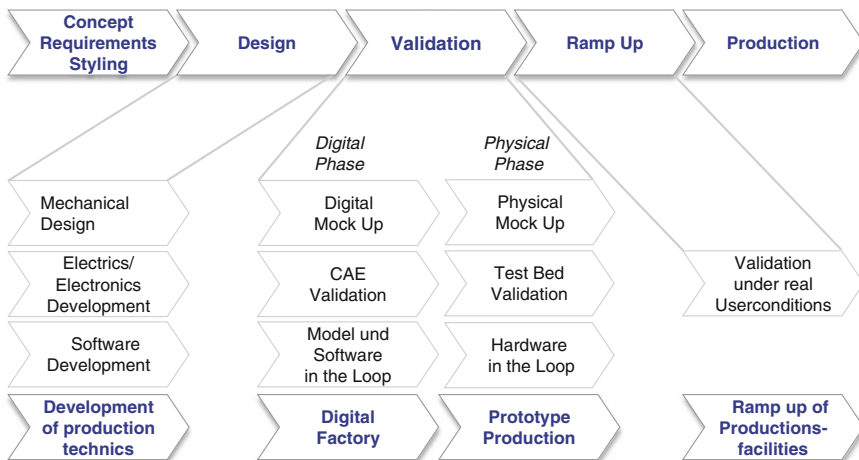 Concept
Requirements
Styling
Design
Validation
Ramp Up
Production
Digital
Phase
Physical
Phase
Mechanical
Design
Digital
Mock Up
Physical
Mock Up
Electrics/
Electronics
Development
CAE
Validation
Test Bed
Validation
Validation
under real
Userconditions
Software
Development
Model und
Software
in the Loop
Hardware
in the Loop
Development
of production
technics
Digital
Factory
Prototype
Production
Ramp up of
Productions-
facilities